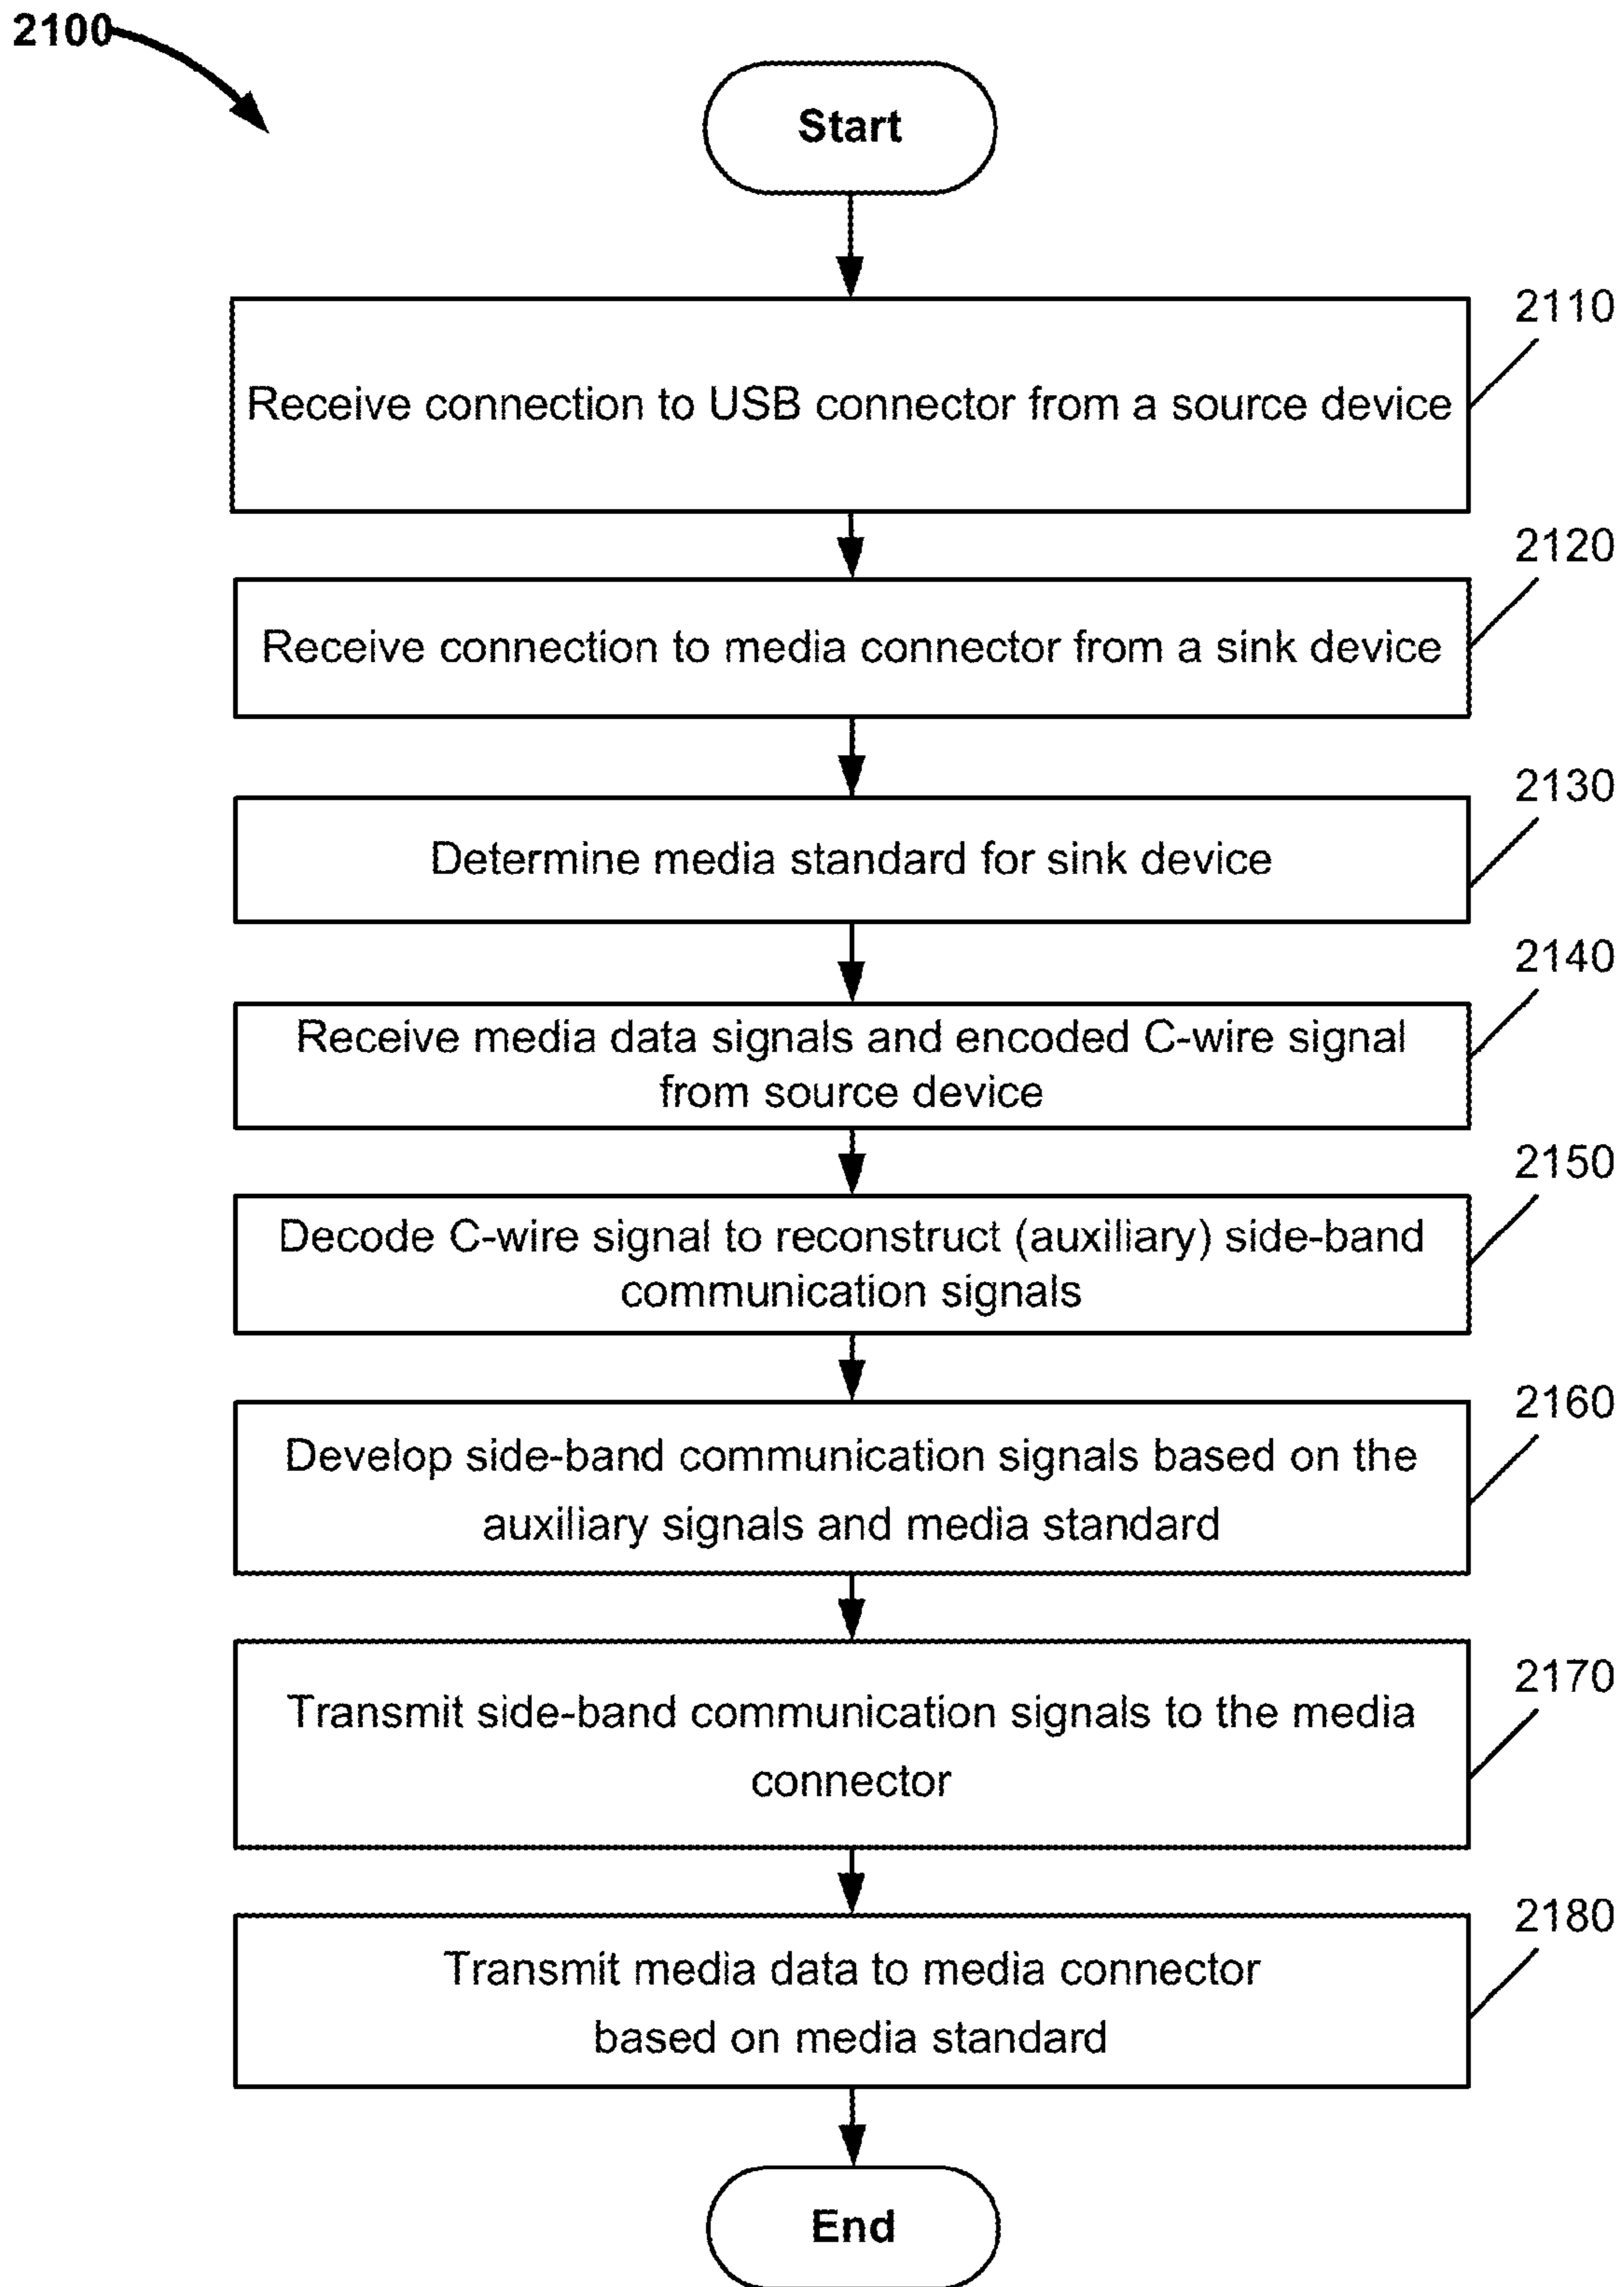 2100
Start
2110
Receive connection to USB connector from a source device
2120
Receive connection to media connector from a sink device
2130
Determine media standard for sink device
2140
Receive media data signals and encoded C-wire signal
from source device
2150
Decode C-wire signal to reconstruct (auxiliary) side-band
communication signals
2160
Develop side-band communication signals based on the
auxiliary signals and media standard
2170
Transmit side-band communication signals to the media
connector
2180
Transmit media data to media connector
based on media standard
End